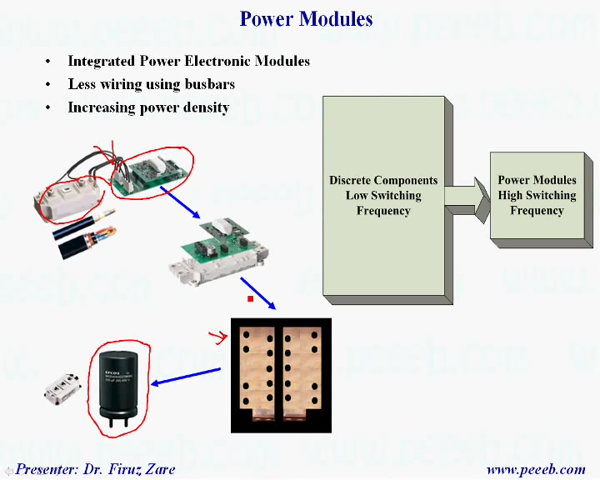 Power Modules
• Integrated Power Electronic Modules
• Less wiring using busbars
• Increasing power density
Discrete Components
Low Switching
Frequency
Power Modules
High Switching
Frequency
Presenter: Dr. Firuz Zare
www.peeeb.com